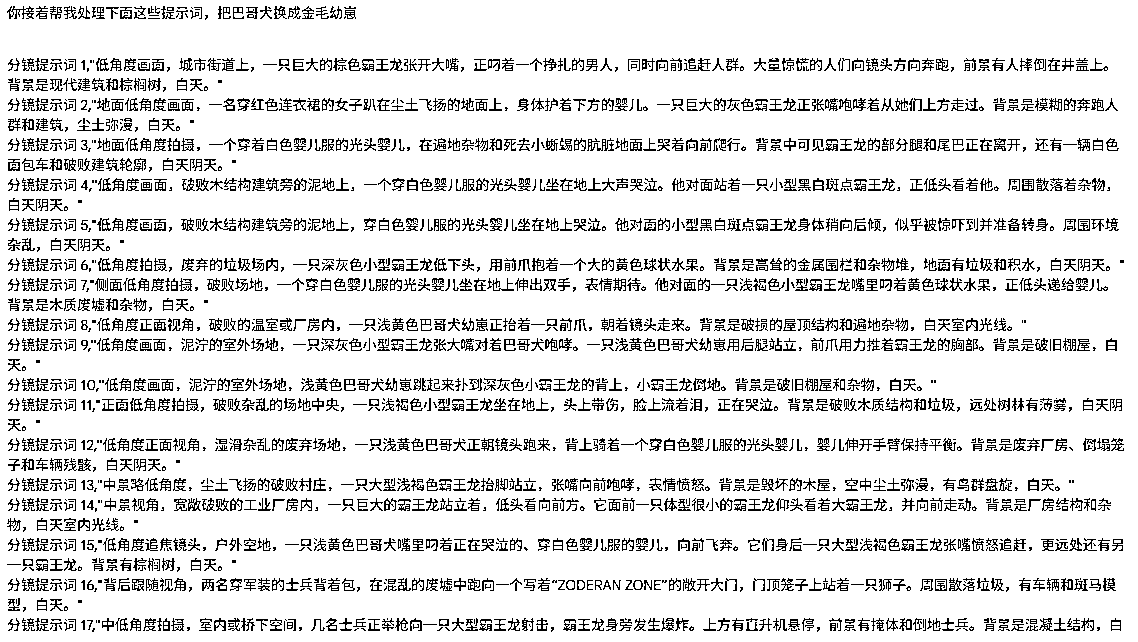 你接着帮我处理下面这些提示词，把巴哥犬换成金毛幼崽
分镜提示词 1,"低角度画面，城市街道上，一只巨大的棕色霸王龙张开大嘴，正叼着一个挣扎的男人，同时向前追赶人群。大量惊慌的人们向镜头方向奔跑，前景有人摔倒在井盖上。
背景是现代建筑和棕榈树，白天。"
分镜提示词 2,"地面低角度画面，一名穿红色连衣裙的女子趴在尘土飞扬的地面上，身体护着下方的婴儿。一只巨大的灰色霸王龙正张嘴咆哮着从她们上方走过。背景是模糊的奔跑人
群和建筑，尘土弥漫，白天。"
分镜提示词 3,"地面低角度拍摄，一个穿着白色婴儿服的光头婴儿，在遍地杂物和死去小蜥蜴的肮脏地面上哭着向前爬行。背景中可见霸王龙的部分腿和尾巴正在离开，还有一辆白色
面包车和破败建筑轮廓，白天阴天。"
分镜提示词 4,"低角度画面，破败木结构建筑旁的泥地上，一个穿白色婴儿服的光头婴儿坐在地上大声哭泣。他对面站着一只小型黑白斑点霸王龙，正低头看着他。周围散落着杂物，
白天阴天。"
分镜提示词 5,"低角度画面，破败木结构建筑旁的泥地上，穿白色婴儿服的光头婴儿坐在地上哭泣。他对面的小型黑白斑点霸王龙身体稍向后倾，似乎被惊吓到并准备转身。周围环境
杂乱，白天阴天。"
分镜提示词 6,"低角度拍摄，废弃的垃圾场内，一只深灰色小型霸王龙低下头，用前爪抱着一个大的黄色球状水果。背景是高耸的金属围栏和杂物堆，地面有垃圾和积水，白天阴天。"
分镜提示词 7,"侧面低角度拍摄，破败场地，一个穿白色婴儿服的光头婴儿坐在地上伸出双手，表情期待。他对面的一只浅褐色小型霸王龙嘴里叼着黄色球状水果，正低头递给婴儿。
背景是木质废墟和杂物，白天。"
分镜提示词 8,"低角度正面视角，破败的温室或厂房内，一只浅黄色巴哥犬幼崽正抬着一只前爪，朝着镜头走来。背景是破损的屋顶结构和遍地杂物，白天室内光线。"
分镜提示词 9,"低角度画面，泥泞的室外场地，一只深灰色小型霸王龙张大嘴对着巴哥犬咆哮。一只浅黄色巴哥犬幼崽用后腿站立，前爪用力推着霸王龙的胸部。背景是破旧棚屋，白
天。"
分镜提示词 10,"低角度画面，泥泞的室外场地，浅黄色巴哥犬幼崽跳起来扑到深灰色小霸王龙的背上，小霸王龙倒地。背景是破旧棚屋和杂物，白天。"
分镜提示词 11,"正面低角度拍摄，破败杂乱的场地中央，一只浅褐色小型霸王龙坐在地上，头上带伤，脸上流着泪，正在哭泣。背景是破败木质结构和垃圾，远处树林有薄雾，白天阴
天。"
分镜提示词 12,"低角度正面视角，湿滑杂乱的废弃场地，一只浅黄色巴哥犬正朝镜头跑来，背上骑着一个穿白色婴儿服的光头婴儿，婴儿伸开手臂保持平衡。背景是废弃厂房、倒塌笼
子和车辆残骸，白天阴天。"
分镜提示词 13,"中景略低角度，尘土飞扬的破败村庄，一只大型浅褐色霸王龙抬脚站立，张嘴向前咆哮，表情愤怒。背景是毁坏的木屋，空中尘土弥漫，有鸟群盘旋，白天。"
分镜提示词 14,"中景视角，宽敞破败的工业厂房内，一只巨大的霸王龙站立着，低头看向前方。它面前一只体型很小的霸王龙仰头看着大霸王龙，并向前走动。背景是厂房结构和杂
物，白天室内光线。"
分镜提示词 15,"低角度追焦镜头，户外空地，一只浅黄色巴哥犬嘴里叼着正在哭泣的、穿白色婴儿服的婴儿，向前飞奔。它们身后一只大型浅褐色霸王龙张嘴愤怒追赶，更远处还有另
一只霸王龙。背景有棕榈树，白天。"
分镜提示词 16,"背后跟随视角，两名穿军装的士兵背着包，在混乱的废墟中跑向一个写着“ZODERAN ZONE”的敞开大门，门顶笼子上站着一只狮子。周围散落垃圾，有车辆和斑马模
型，白天。"
分镜提示词 17,"中低角度拍摄，室内或桥下空间，几名士兵正举枪向一只大型霸王龙射击，霸王龙身旁发生爆炸。上方有直升机悬停，前景有掩体和倒地士兵。背景是混凝土结构，白